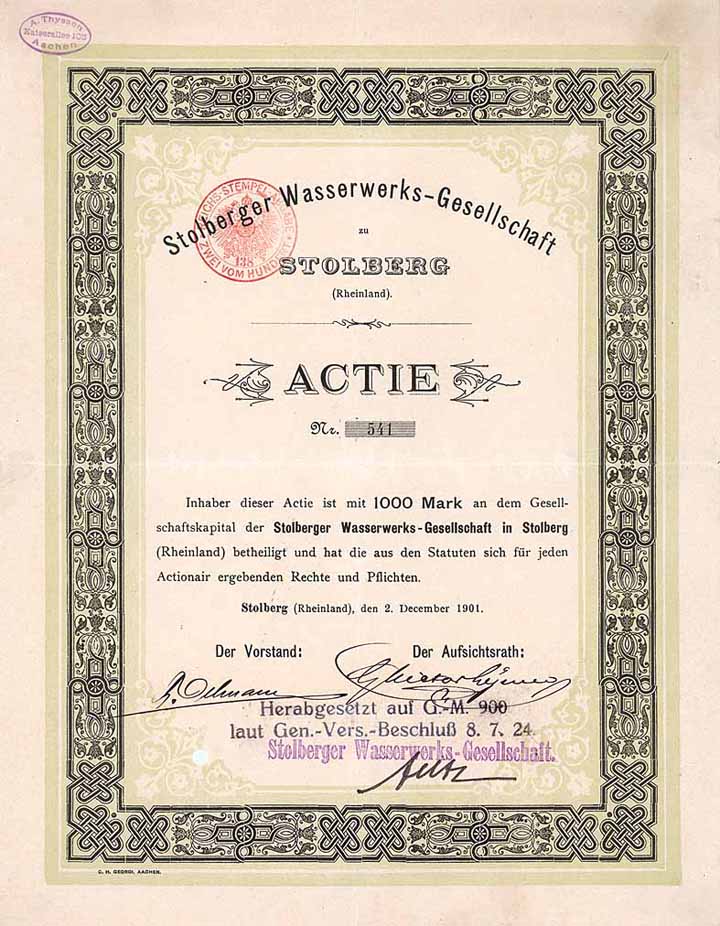 A. Thyssen
Kaiserallee 103
Aachen
REICHS-STEMPEL-ABGABE
ZWEI VOM HUNDERT
138
Stolberger Wasserwerks-Gesellschaft
zu
STOLBERG
(Rheinland).
ACTIE
Nr. 541
Inhaber dieser Actie ist mit 1000 Mark an dem Gesell-
schaftskapital der Stolberger Wasserwerks-Gesellschaft in Stolberg
(Rheinland) betheiligt und hat die aus den Statuten sich für jeden
Actionair ergebenden Rechte und Pflichten.
Stolberg (Rheinland), den 2. December 1901.
Der Vorstand: Der Aufsichtsrath:
Herabgesetzt auf G.-M. 900
laut Gen.-Vers.-Beschluß 8. 7. 24.
Stolberger Wasserwerks-Gesellschaft.
C. H. GEORGI, AACHEN.